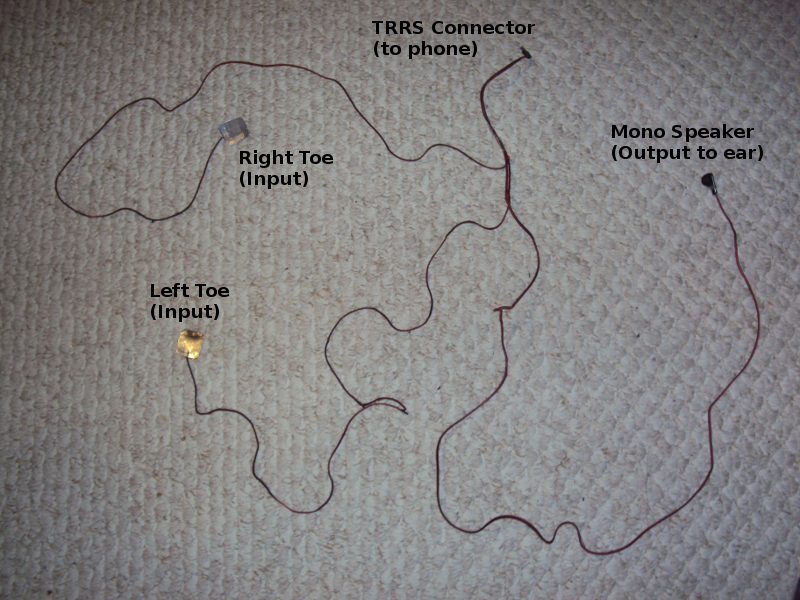 TRRS Connector
(to phone)
Mono Speaker
(Output to ear)
Right Toe
(Input)
Left Toe
(Input)